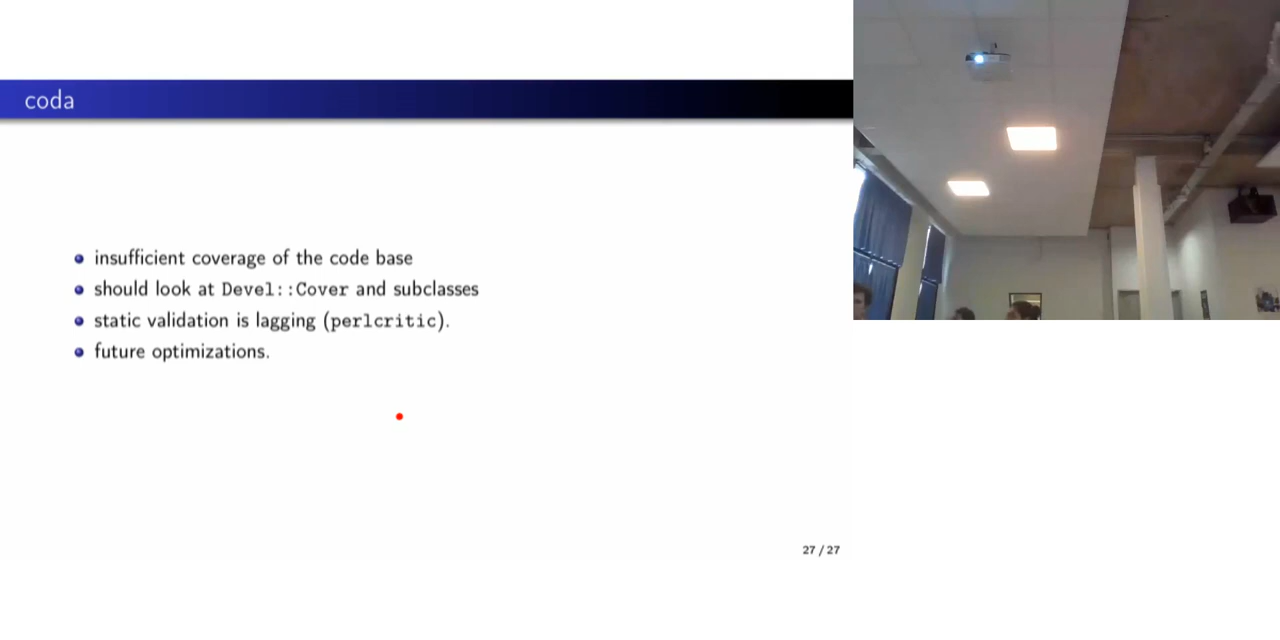 coda
insufficient coverage of the code base
should look at Devel::Cover and subclasses
static validation is lagging (perlcritic).
future optimizations.
27 / 27